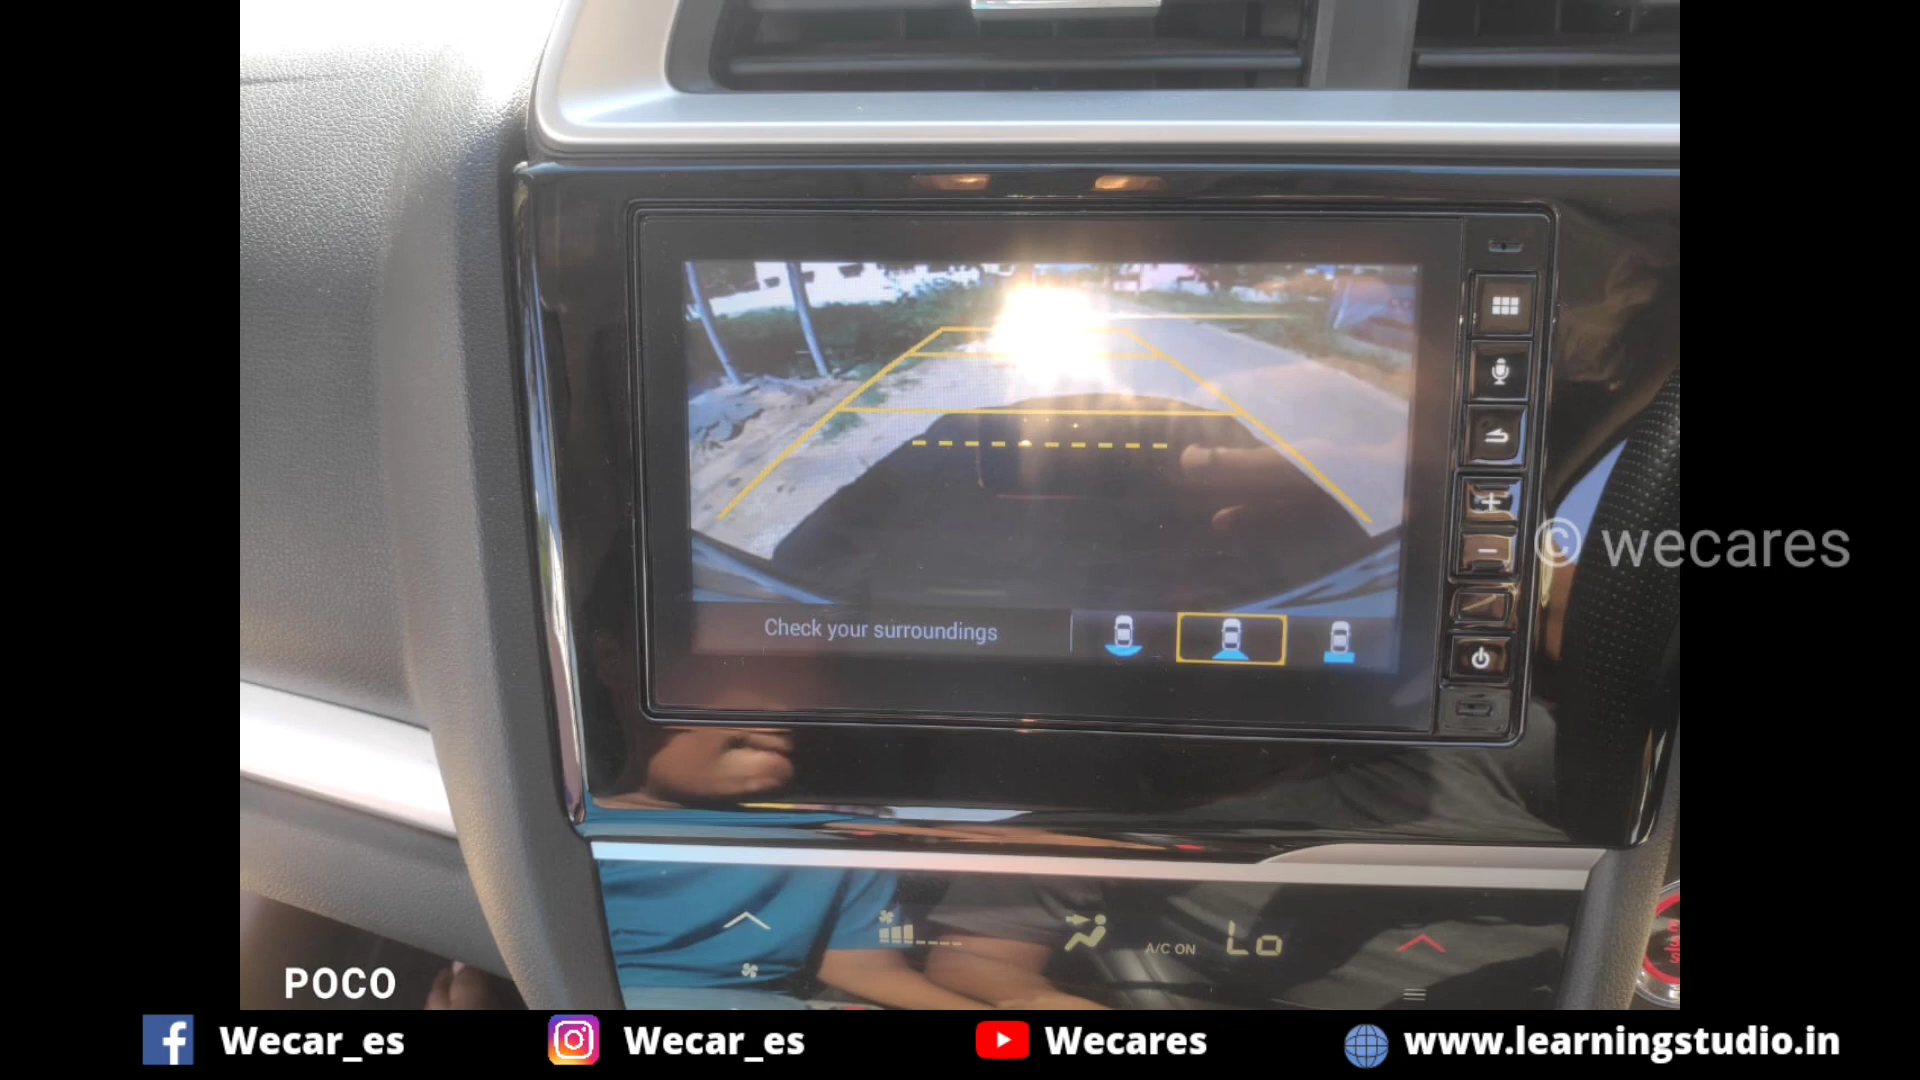 Check your surroundings
© wecares
A/C ON
Lo
POCO
Wecar_es
Wecar_es
Wecares
www.learningstudio.in